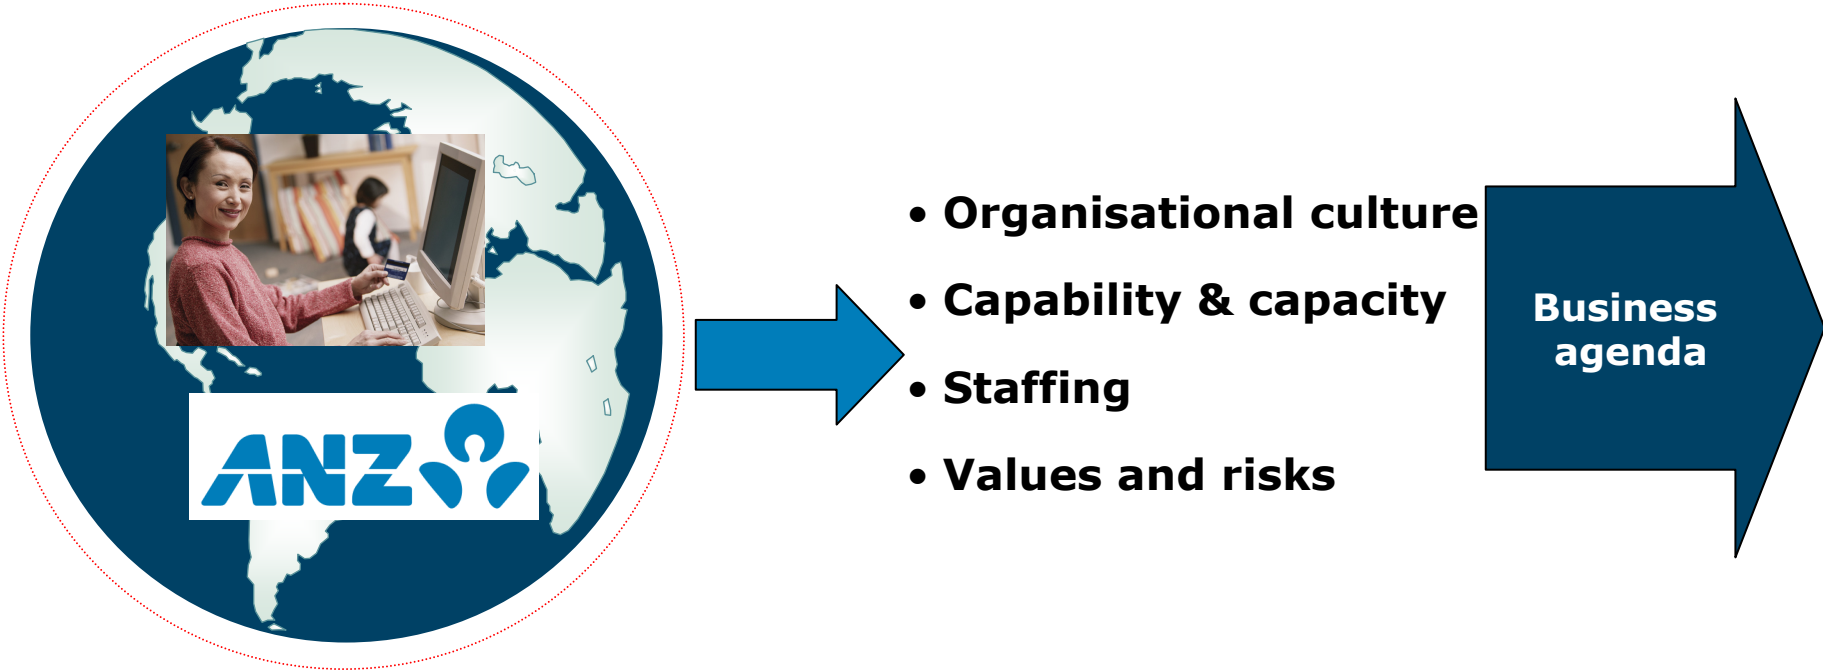 ANZ
• Organisational culture
• Capability & capacity
• Staffing
• Values and risks
Business
agenda